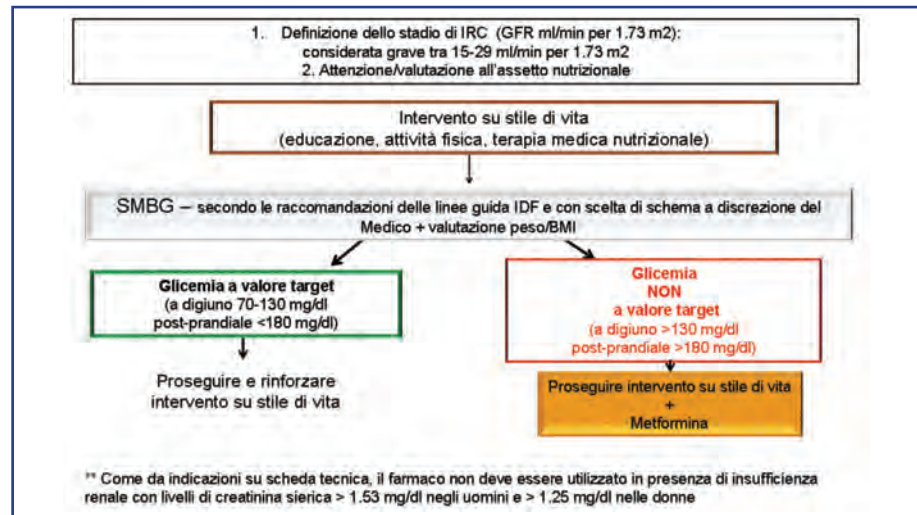 1. Definizione dello stadio di IRC (GFR ml/min per 1.73 m2):
considerata grave tra 15-29 ml/min per 1.73 m2
2. Attenzione/valutazione all'assetto nutrizionale
Intervento su stile di vita
(educazione, attività fisica, terapia medica nutrizionale)
SMBG – secondo le raccomandazioni delle linee guida IDF e con scelta di schema a discrezione del
Medico + valutazione peso/BMI
Glicemia a valore target
(a digiuno 70-130 mg/dl
post-prandiale <180 mg/dl)
Glicemia
NON
a valore target
(a digiuno >130 mg/dl
post-prandiale >180 mg/dl)
Proseguire e rinforzare
intervento su stile di vita
Proseguire intervento su stile di vita
+
Metformina
** Come da indicazioni su scheda tecnica, il farmaco non deve essere utilizzato in presenza di insufficienza
renale con livelli di creatinina sierica > 1.53 mg/dl negli uomini e > 1.25 mg/dl nelle donne